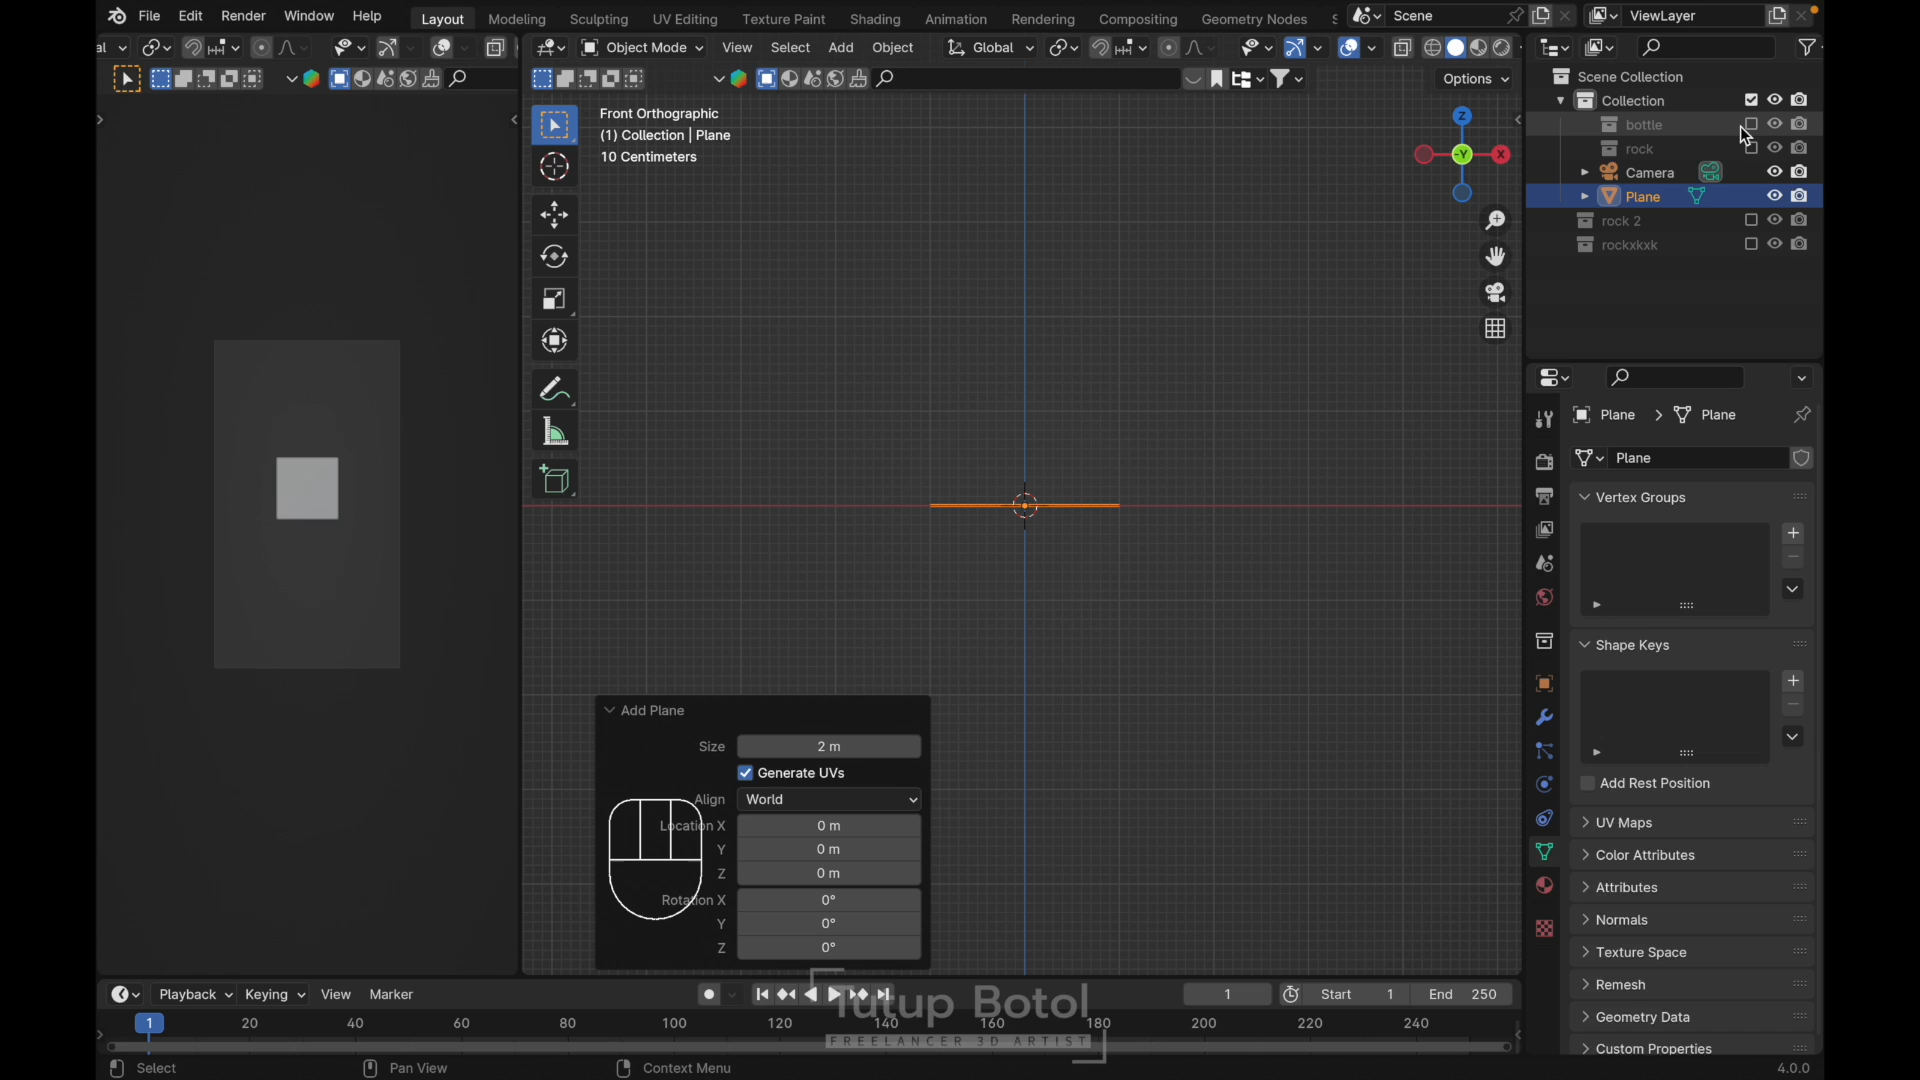 File Edit Render Window Help Layout Modeling Sculpting UV Editing Texture Paint Shading Animation Rendering Compositing Geometry Nodes S Scene ViewLayer
al Object Mode View Select Add Object Global
Options
Front Orthographic
(1) Collection | Plane
10 Centimeters
Z
-Y
X
Scene Collection
Collection
bottle
rock
Camera
Plane
rock 2
rockxkxk
Plane > Plane
Plane
Vertex Groups
Shape Keys
Add Rest Position
UV Maps
Color Attributes
Attributes
Normals
Texture Space
Remesh
Geometry Data
Custom Properties
Add Plane
Size 2 m
Generate UVs
Align World
Location X 0 m
Y 0 m
Z 0 m
Rotation X 0°
Y 0°
Z 0°
Playback Keying View Marker 1 Start 1 End 250
1 20 40 60 80 100 120 140 160 180 200 220 240
Tutup Botol
FREELANCER 3D ARTIST
Select Pan View Context Menu 4.0.0